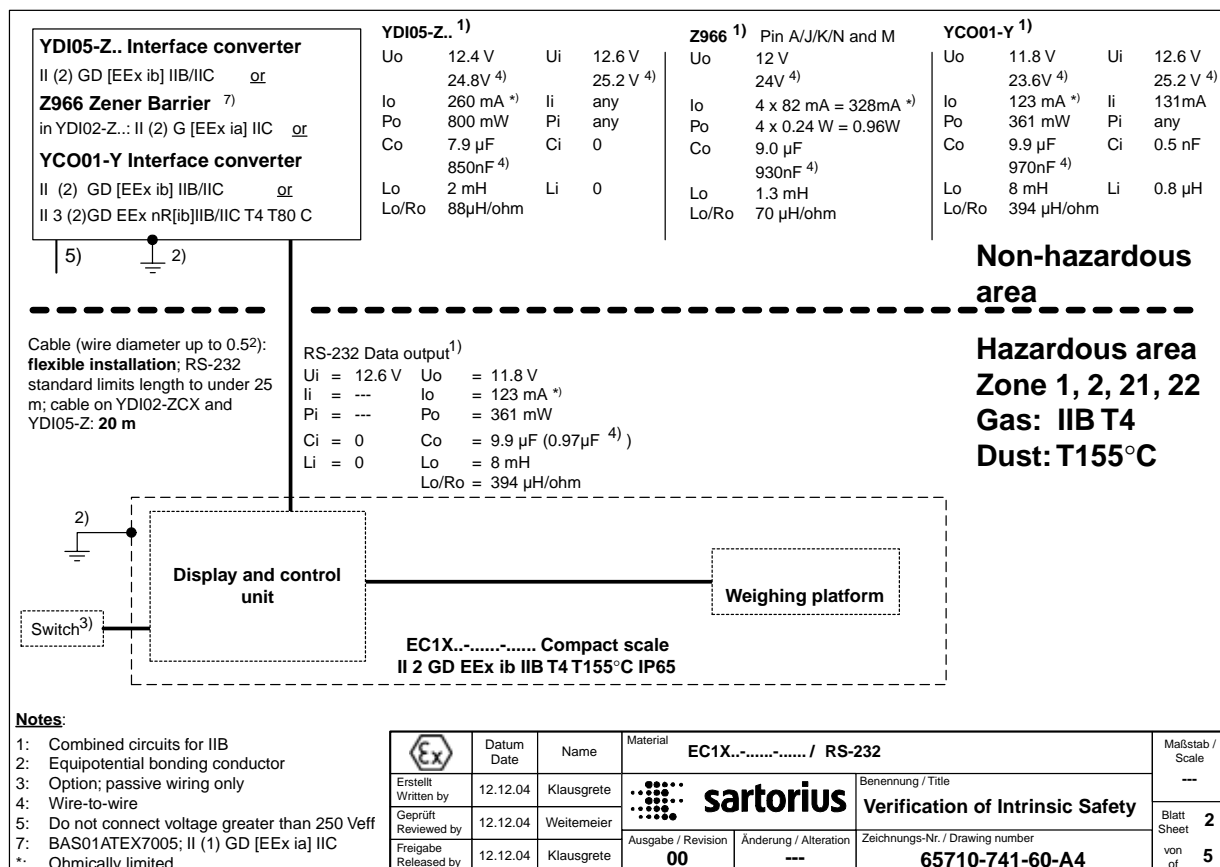 YDI05-Z.. Interface converter
II (2) GD [EEx ib] IIB/IIC or
Z966 Zener Barrier 7)
in YDI02-Z..: II (2) G [EEx ia] IIC or
YCO01-Y Interface converter
II (2) GD [EEx ib] IIB/IIC or
II 3 (2)GD EEx nR[ib]IIB/IIC T4 T80 C
5)
2)
YDI05-Z.. 1)
Uo 12.4 V Ui 12.6 V
24.8V 4) 25.2 V 4)
Io 260 mA *) Ii any
Po 800 mW Pi any
Co 7.9 µF Ci 0
850nF 4)
Lo 2 mH Li 0
Lo/Ro 88µH/ohm
Z966 1) Pin A/J/K/N and M
Uo 12 V
24V 4)
Io 4 x 82 mA = 328mA *)
Po 4 x 0.24 W = 0.96W
Co 9.0 µF
930nF 4)
Lo 1.3 mH
Lo/Ro 70 µH/ohm
YCO01-Y 1)
Uo 11.8 V Ui 12.6 V
23.6V 4) 25.2 V 4)
Io 123 mA *) Ii 131mA
Po 361 mW Pi any
Co 9.9 µF Ci 0.5 nF
970nF 4)
Lo 8 mH Li 0.8 µH
Lo/Ro 394 µH/ohm
Non-hazardous
area
Cable (wire diameter up to 0.5²):
flexible installation; RS-232
standard limits length to under 25
m; cable on YDI02-ZCX and
YDI05-Z: 20 m
RS-232 Data output1)
Ui = 12.6 V Uo = 11.8 V
Ii = --- Io = 123 mA *)
Pi = --- Po = 361 mW
Ci = 0 Co = 9.9 µF (0.97µF 4) )
Li = 0 Lo = 8 mH
Lo/Ro = 394 µH/ohm
Hazardous area
Zone 1, 2, 21, 22
Gas: IIB T4
Dust: T155°C
2)
Display and control
unit
Weighing platform
Switch3)
EC1X..-......-...... Compact scale
II 2 GD EEx ib IIB T4 T155°C IP65
Notes:
1: Combined circuits for IIB
2: Equipotential bonding conductor
3: Option; passive wiring only
4: Wire-to-wire
5: Do not connect voltage greater than 250 Veff
7: BAS01ATEX7005; II (1) GD [EEx ia] IIC
*: Ohmically limited
Ex
Datum
Date
Name
Material
EC1X..-......-...... / RS-232
Maßstab /
Scale
---
Erstellt
Written by
12.12.04
Klausgrete
sartorius
Benennung / Title
Verification of Intrinsic Safety
Geprüft
Reviewed by
12.12.04
Weitemeier
Blatt
Sheet
2
Freigabe
Released by
12.12.04
Klausgrete
Ausgabe / Revision
00
Änderung / Alteration
---
Zeichnungs-Nr. / Drawing number
65710-741-60-A4
von
of
5